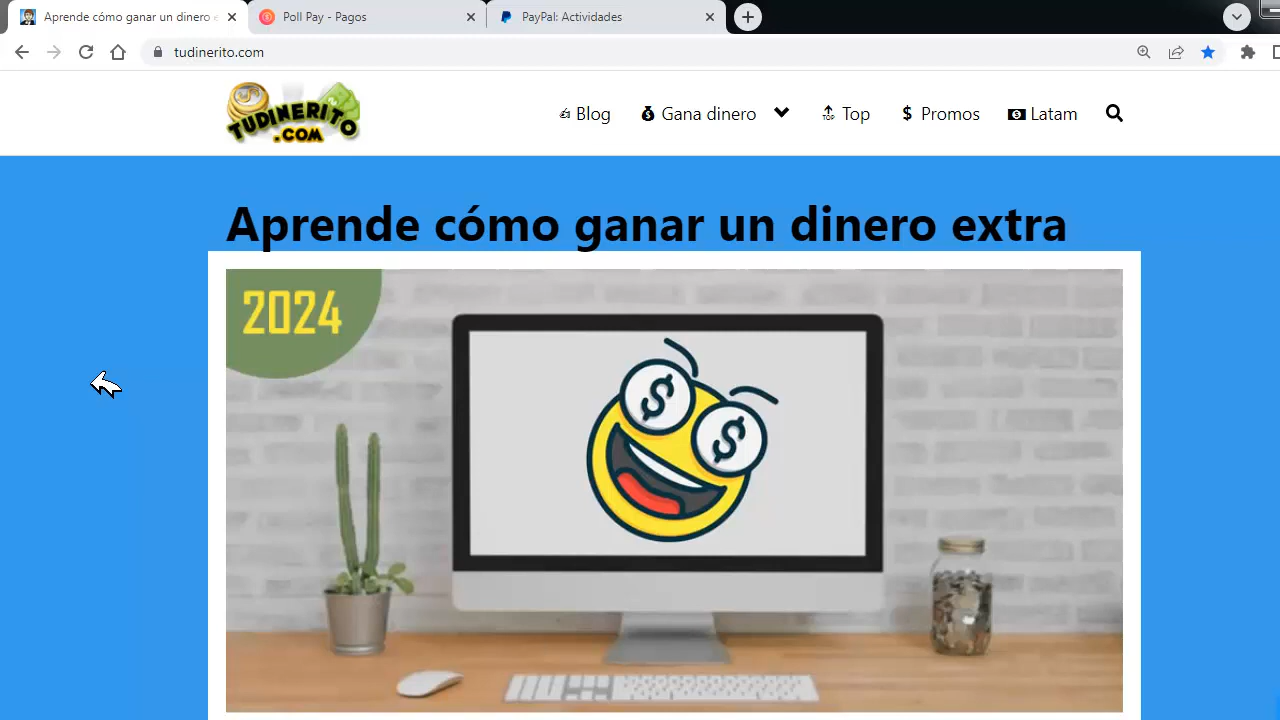 Aprende cómo ganar un dinero
Poll Pay - Pagos
PayPal: Actividades
tudinerito.com
TUDINERITO
.COM
Blog
Gana dinero
Top
$ Promos
Latam
Aprende cómo ganar un dinero extra
2024
$ $